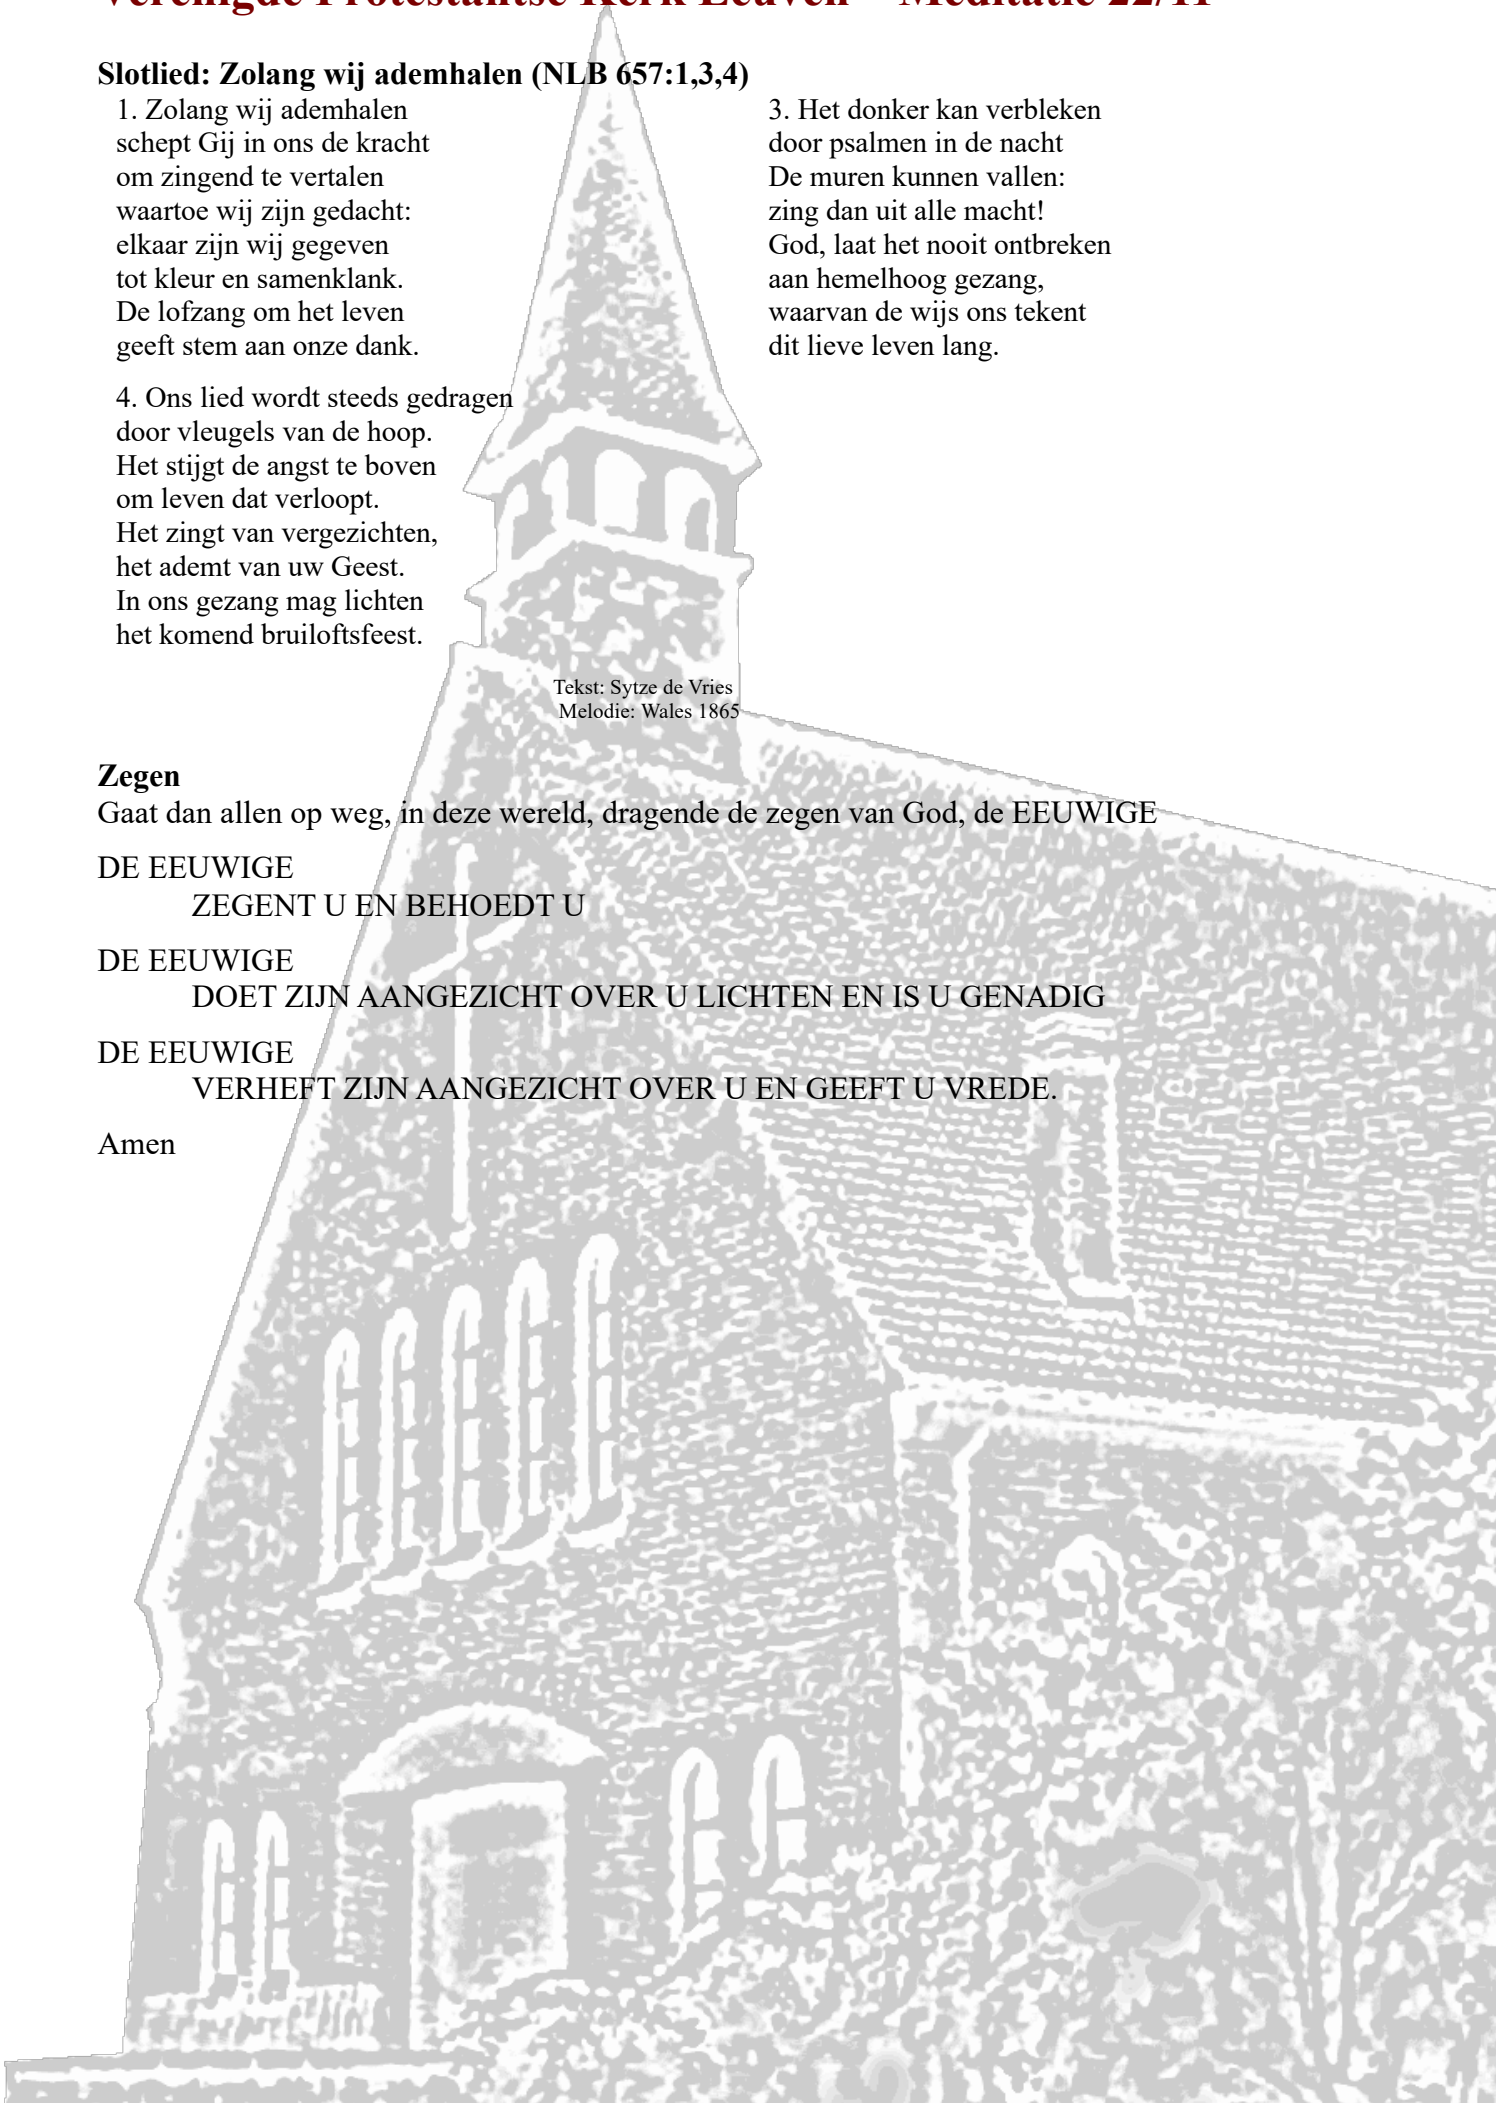 Verenigde Protestantse Kerk Leuven – Meditatie 22/11
Slotlied: Zolang wij ademhalen (NLB 657:1,3,4)
1. Zolang wij ademhalen
schept Gij in ons de kracht
om zingend te vertalen
waartoe wij zijn gedacht:
elkaar zijn wij gegeven
tot kleur en samenklank.
De lofzang om het leven
geeft stem aan onze dank.
3. Het donker kan verbleken
door psalmen in de nacht
De muren kunnen vallen:
zing dan uit alle macht!
God, laat het nooit ontbreken
aan hemelhoog gezang,
waarvan de wijs ons tekent
dit lieve leven lang.
4. Ons lied wordt steeds gedragen
door vleugels van de hoop.
Het stijgt de angst te boven
om leven dat verloopt.
Het zingt van vergezichten,
het ademt van uw Geest.
In ons gezang mag lichten
het komend bruiloftsfeest.
Tekst: Sytze de Vries
Melodie: Wales 1865
Zegen
Gaat dan allen op weg, in deze wereld, dragende de zegen van God, de EEUWIGE
DE EEUWIGE
ZEGENT U EN BEHOEDT U
DE EEUWIGE
DOET ZIJN AANGEZICHT OVER U LICHTEN EN IS U GENADIG
DE EEUWIGE
VERHEFT ZIJN AANGEZICHT OVER U EN GEEFT U VREDE.
Amen